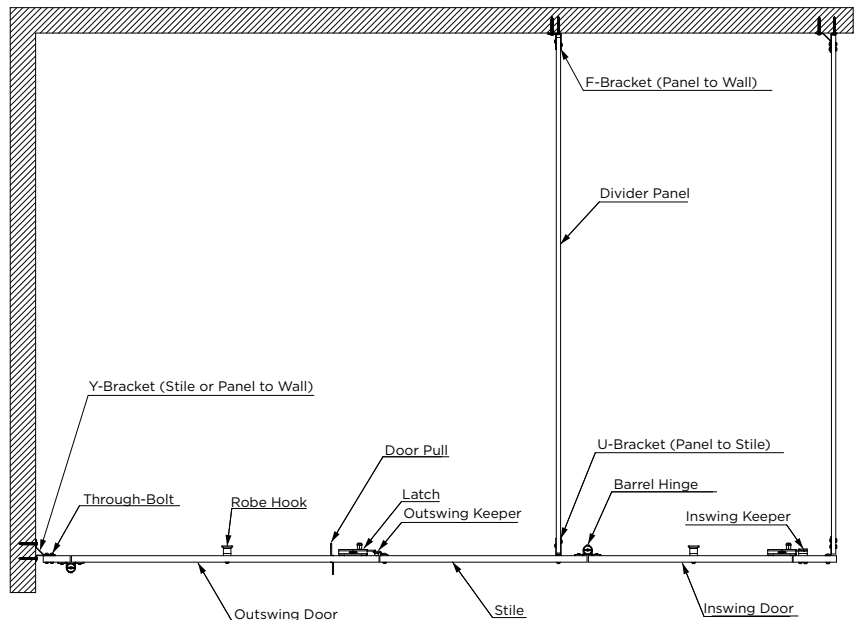 F-Bracket (Panel to Wall)
Divider Panel
Y-Bracket (Stile or Panel to Wall)
U-Bracket (Panel to Stile)
Door Pull
Barrel Hinge
Through-Bolt
Robe Hook
Latch
Outswing Keeper
Inswing Keeper
Outswing Door
Stile
Inswing Door